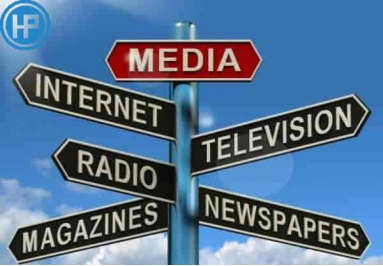 HP
MEDIA
INTERNET
TELEVISION
RADIO
MAGAZINES
NEWSPAPERS